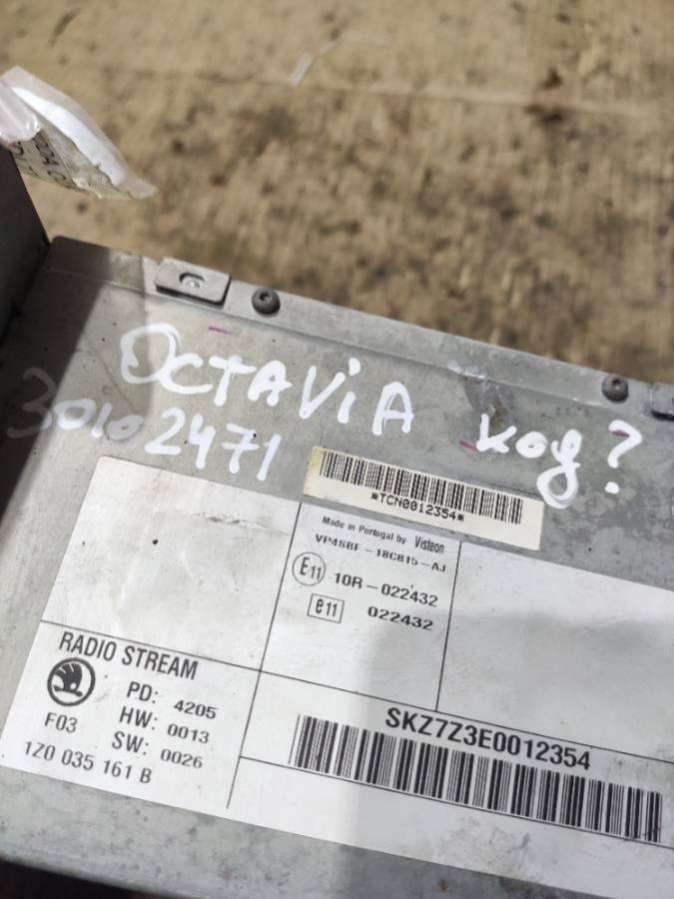 OCTAVIA код?
30102471
*TCN0012354*
Made in Portugal by Visteon
VP4SBF-18C815-AJ
E11 10R-022432
e11 022432
RADIO STREAM
PD: 4205
HW: 0013
F03
SW: 0026
1Z0 035 161 B
SKZ7Z3E0012354